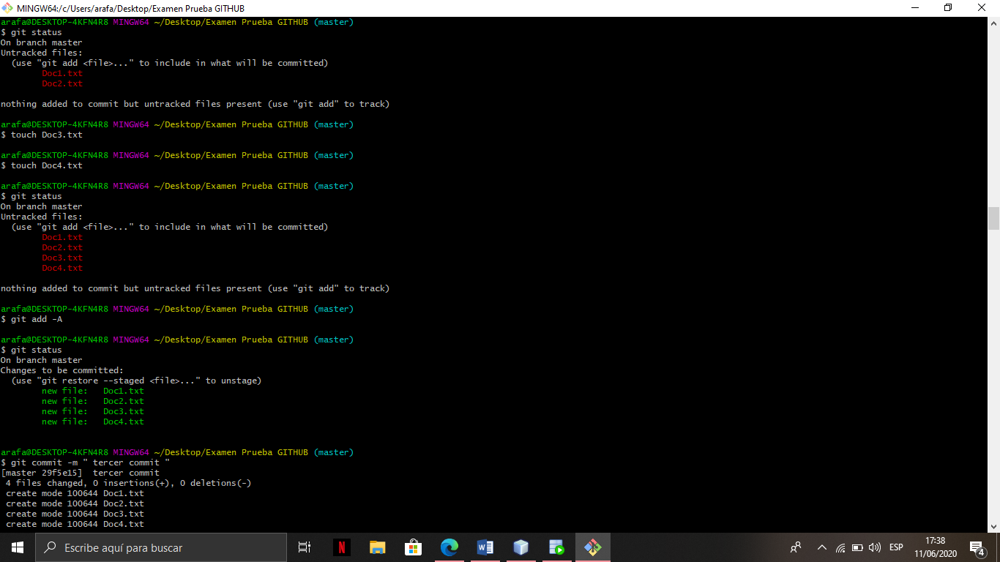 MINGW64:/c/Users/arafa/Desktop/Examen Prueba GITHUB
arafa@DESKTOP-4KFN4R8 MINGW64 ~/Desktop/Examen Prueba GITHUB (master)
$ git status
On branch master
Untracked files:
  (use "git add <file>..." to include in what will be committed)
        Doc1.txt
        Doc2.txt

nothing added to commit but untracked files present (use "git add" to track)

arafa@DESKTOP-4KFN4R8 MINGW64 ~/Desktop/Examen Prueba GITHUB (master)
$ touch Doc3.txt

arafa@DESKTOP-4KFN4R8 MINGW64 ~/Desktop/Examen Prueba GITHUB (master)
$ touch Doc4.txt

arafa@DESKTOP-4KFN4R8 MINGW64 ~/Desktop/Examen Prueba GITHUB (master)
$ git status
On branch master
Untracked files:
  (use "git add <file>..." to include in what will be committed)
        Doc1.txt
        Doc2.txt
        Doc3.txt
        Doc4.txt

nothing added to commit but untracked files present (use "git add" to track)

arafa@DESKTOP-4KFN4R8 MINGW64 ~/Desktop/Examen Prueba GITHUB (master)
$ git add -A

arafa@DESKTOP-4KFN4R8 MINGW64 ~/Desktop/Examen Prueba GITHUB (master)
$ git status
On branch master
Changes to be committed:
  (use "git restore --staged <file>..." to unstage)
        new file:   Doc1.txt
        new file:   Doc2.txt
        new file:   Doc3.txt
        new file:   Doc4.txt

arafa@DESKTOP-4KFN4R8 MINGW64 ~/Desktop/Examen Prueba GITHUB (master)
$ git commit -m " tercer commit "
[master 29f5e15]  tercer commit
 4 files changed, 0 insertions(+), 0 deletions(-)
 create mode 100644 Doc1.txt
 create mode 100644 Doc2.txt
 create mode 100644 Doc3.txt
 create mode 100644 Doc4.txt
Escribe aquí para buscar
ESP
17:38
11/06/2020
4